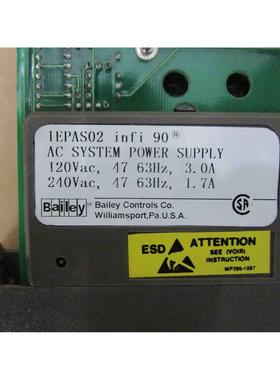 IEPAS02 infi 90®
AC SYSTEM POWER SUPPLY
120Vac, 47 63Hz, 3.0A
240Vac, 47 63Hz, 1.7A
Bailey Bailey Controls Co.
Williamsport,Pa.U.S.A.
ESD ATTENTION
SEE (VOIR)
INSTRUCTION